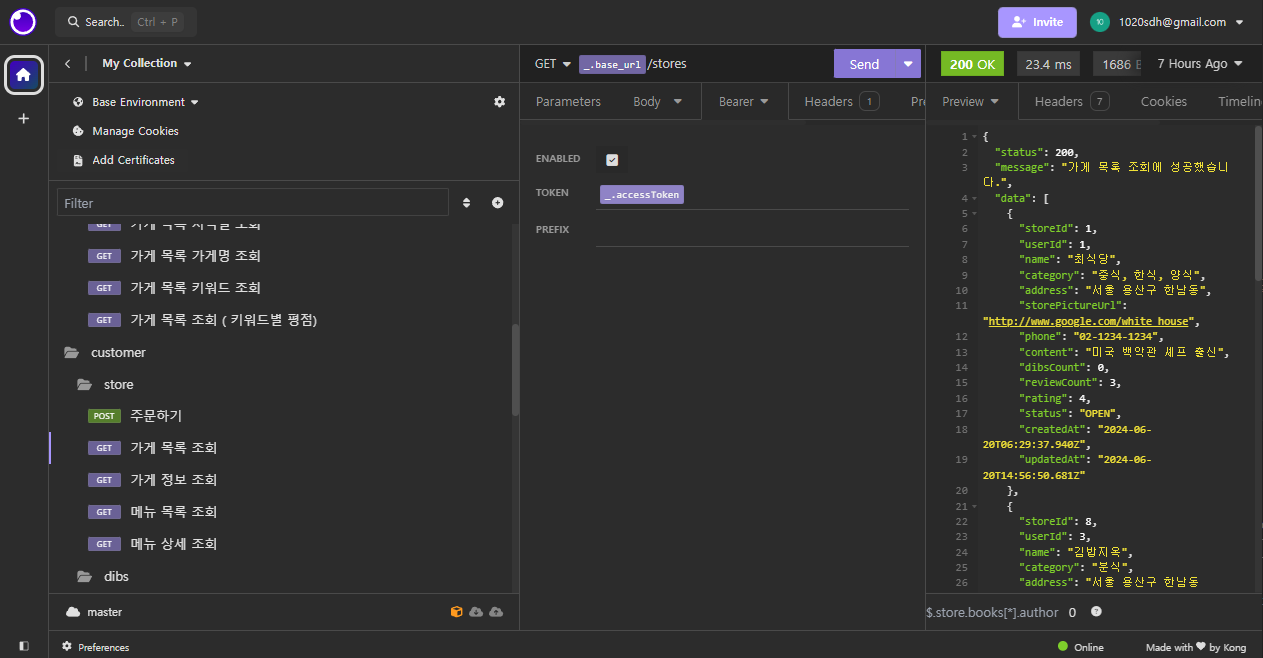 Search.. Ctrl + P
Invite
10 1020sdh@gmail.com
My Collection
Base Environment
Manage Cookies
Add Certificates
Filter
GET 가게 목록 가게명 조회
GET 가게 목록 키워드 조회
GET 가게 목록 조회 ( 키워드별 평점)
customer
store
POST 주문하기
GET 가게 목록 조회
GET 가게 정보 조회
GET 메뉴 목록 조회
GET 메뉴 상세 조회
dibs
master
Preferences
GET _.base_url /stores
Send
Parameters Body Bearer Headers 1 Pr
ENABLED
TOKEN _.accessToken
PREFIX
200 OK 23.4 ms 1686 B 7 Hours Ago
Preview Headers 7 Cookies Timelin
1 {
2 "status": 200,
3 "message": "가게 목록 조회에 성공했습니
다.",
4 "data": [
5 {
6 "storeId": 1,
7 "userId": 1,
8 "name": "최식당",
9 "category": "중식, 한식, 양식",
10 "address": "서울 용산구 한남동",
11 "storePictureUrl":
"http://www.google.com/white house",
12 "phone": "02-1234-1234",
13 "content": "미국 백악관 셰프 출신",
14 "dibsCount": 0,
15 "reviewCount": 3,
16 "rating": 4,
17 "status": "OPEN",
18 "createdAt": "2024-06-
20T06:29:37.940Z",
19 "updatedAt": "2024-06-
20T14:56:50.681Z"
20 },
21 {
22 "storeId": 8,
23 "userId": 3,
24 "name": "김밥지옥",
25 "category": "분식",
26 "address": "서울 용산구 한남동
$.store.books[*].author 0
Online
Made with ♥ by Kong